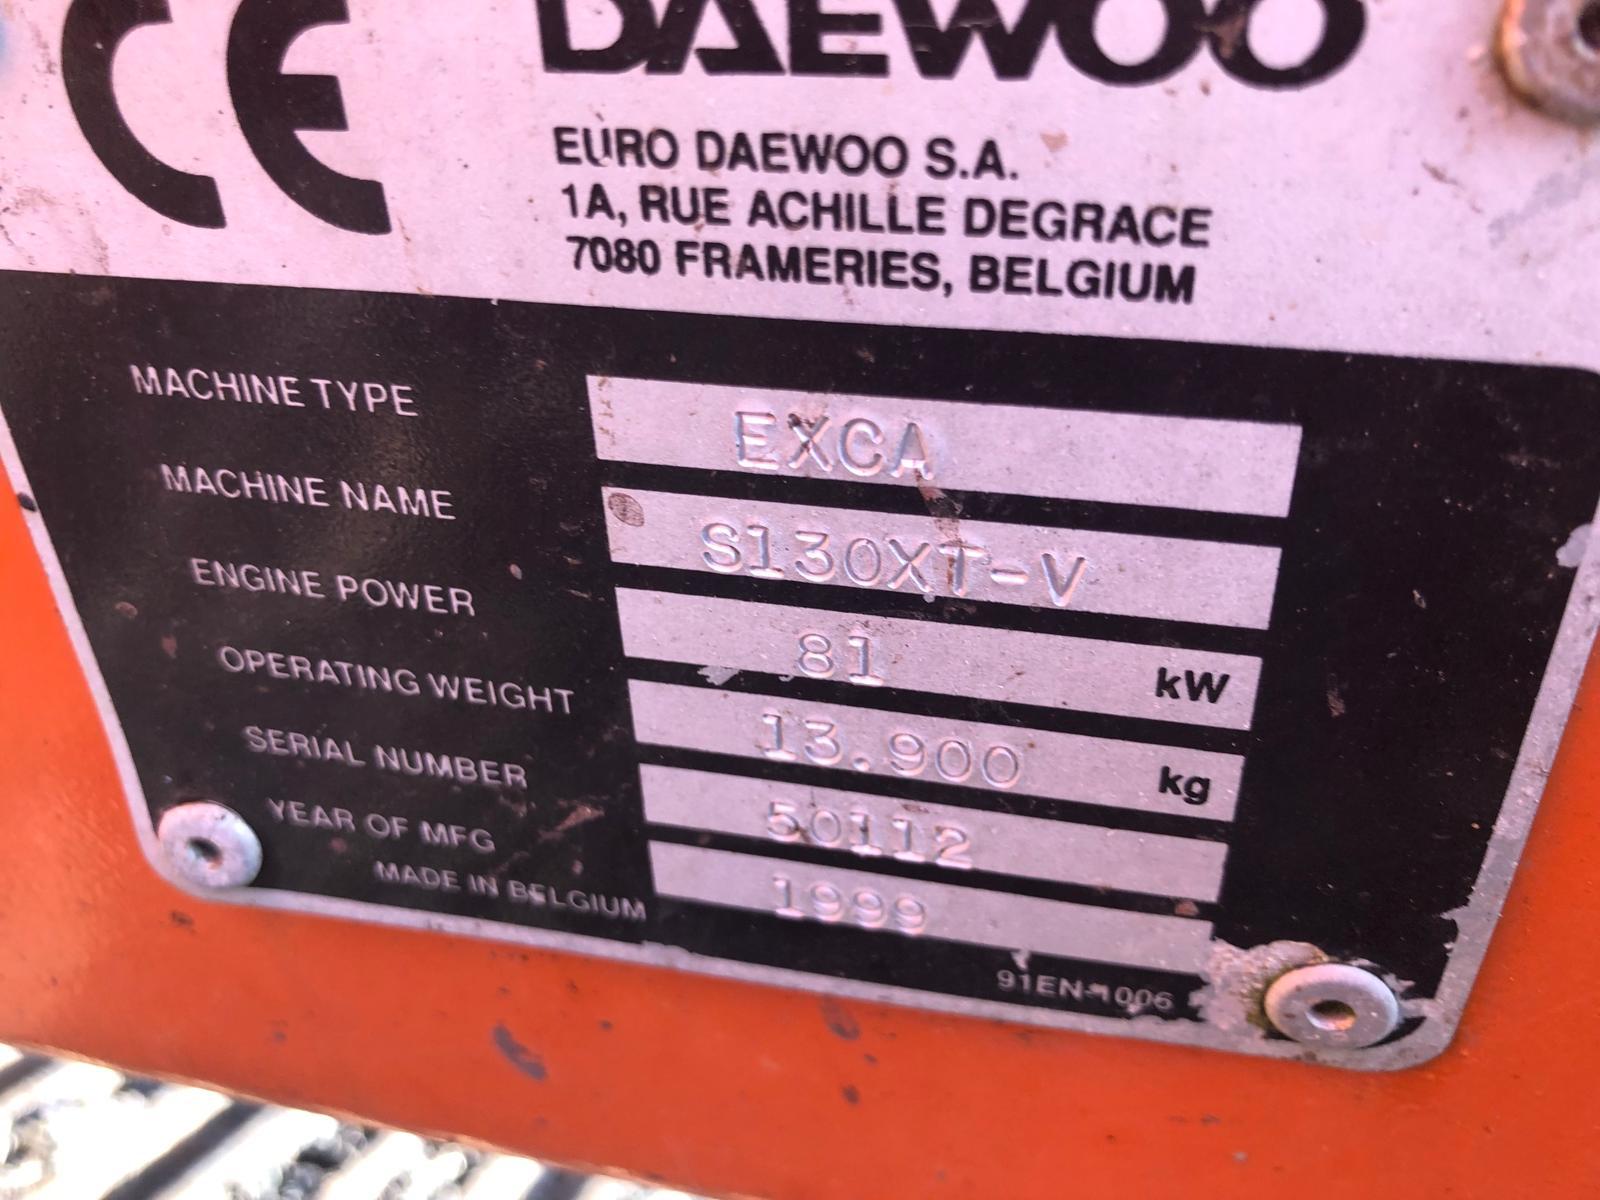 CE
DAEWOO
EURO DAEWOO S.A.
1A, RUE ACHILLE DEGRACE
7080 FRAMERIES, BELGIUM
MACHINE TYPE EXCA
MACHINE NAME S130XT-V
ENGINE POWER 81 kW
OPERATING WEIGHT 13.900 kg
SERIAL NUMBER 50112
YEAR OF MFG 1999
MADE IN BELGIUM
91EN-1006